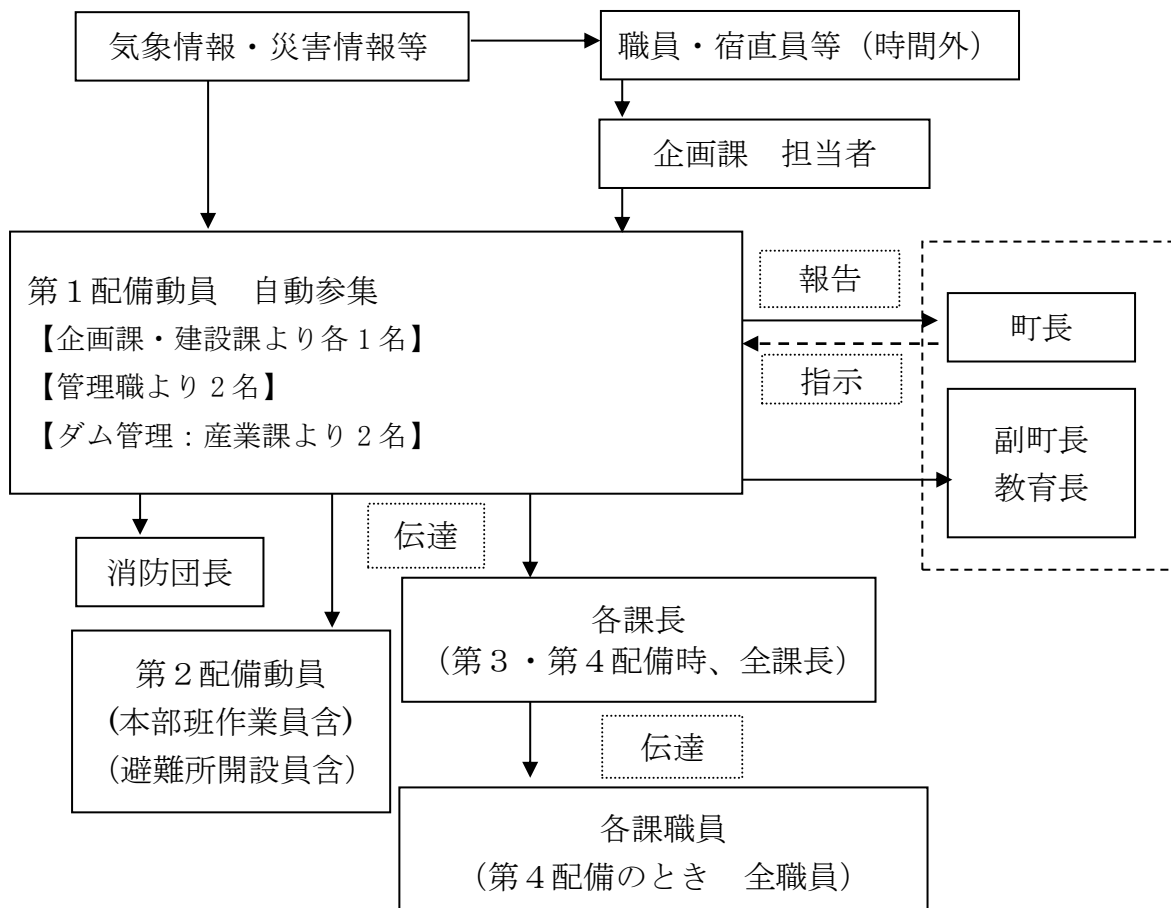 気象情報・災害情報等
職員・宿直員等（時間外）
企画課　担当者
第１配備動員　自動参集
【企画課・建設課より各１名】
【管理職より２名】
【ダム管理：産業課より２名】
報告
町長
指示
副町長
教育長
伝達
消防団長
各課長
（第３・第４配備時、全課長）
第２配備動員
(本部班作業員含)
（避難所開設員含）
伝達
各課職員
（第４配備のとき　全職員）